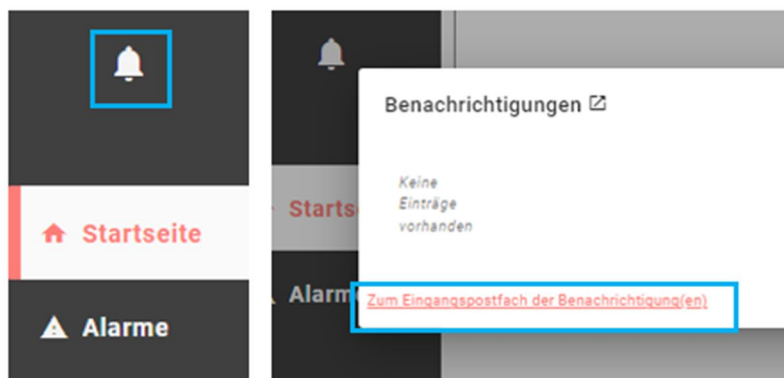 Startseite
Alarme
Benachrichtigungen
Keine
Einträge
vorhanden
Starts
Alarm
Zum Eingangspostfach der Benachrichtigung(en)